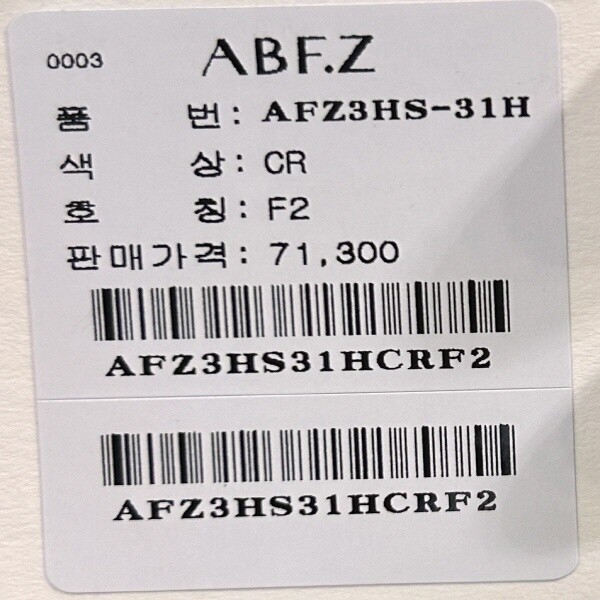 0003 ABF.Z
품 번 : AFZ3HS-31H
색 상 : CR
호 칭 : F2
판매가격 : 71,300
AFZ3HS31HCRF2
AFZ3HS31HCRF2